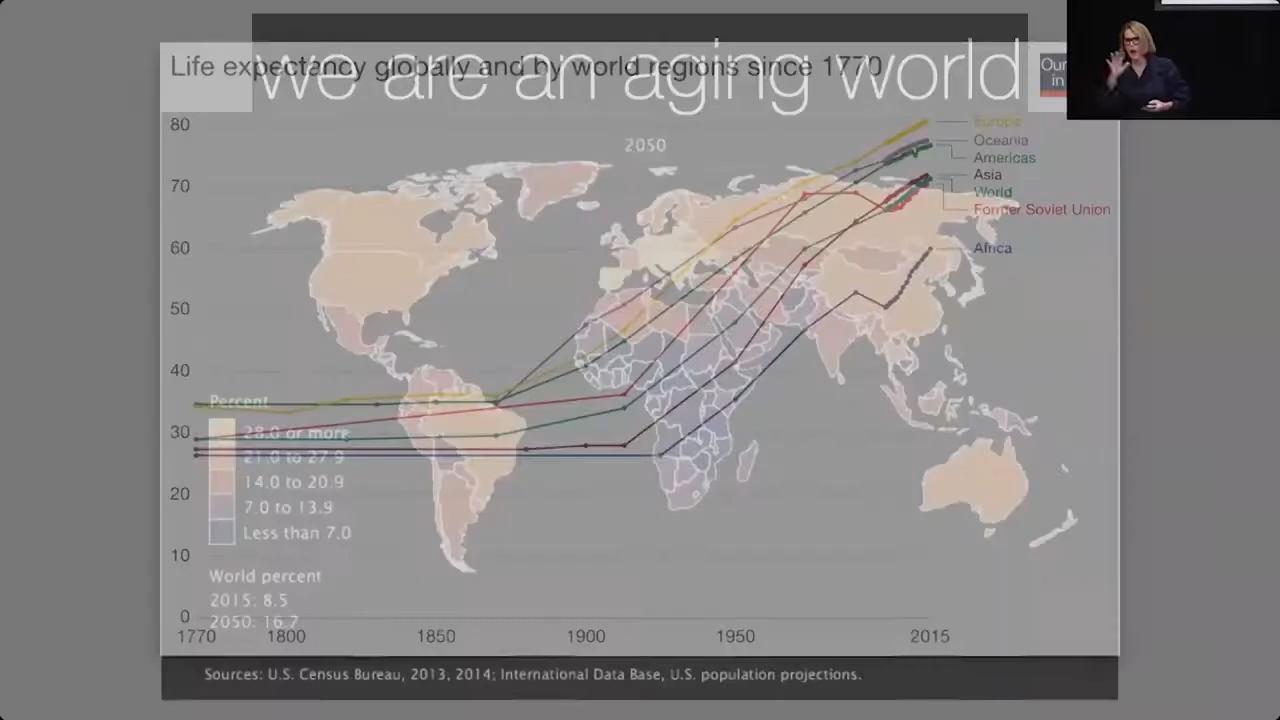 we are an aging world
Life expectancy globally and by world regions since 1770
Our
in
80
2050
Europe
Oceania
Americas
Asia
World
Former Soviet Union
Africa
70
60
50
40
30
20
10
0
Percent
28.0 or more
21.0 to 27.9
14.0 to 20.9
7.0 to 13.9
Less than 7.0
World percent
2015: 8.5
2050: 16.7
1770 1800 1850 1900 1950 2015
Sources: U.S. Census Bureau, 2013, 2014; International Data Base, U.S. population projections.